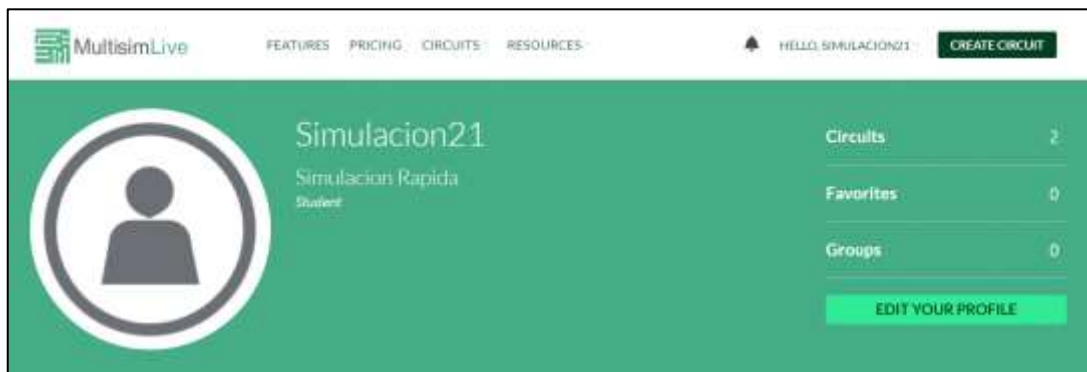 MultisimLive
FEATURES PRICING CIRCUITS RESOURCES
HELLO, SIMULACION21
CREATE CIRCUIT
Simulacion21
Simulacion Rapida
Student
Circuits 2
Favorites 0
Groups 0
EDIT YOUR PROFILE